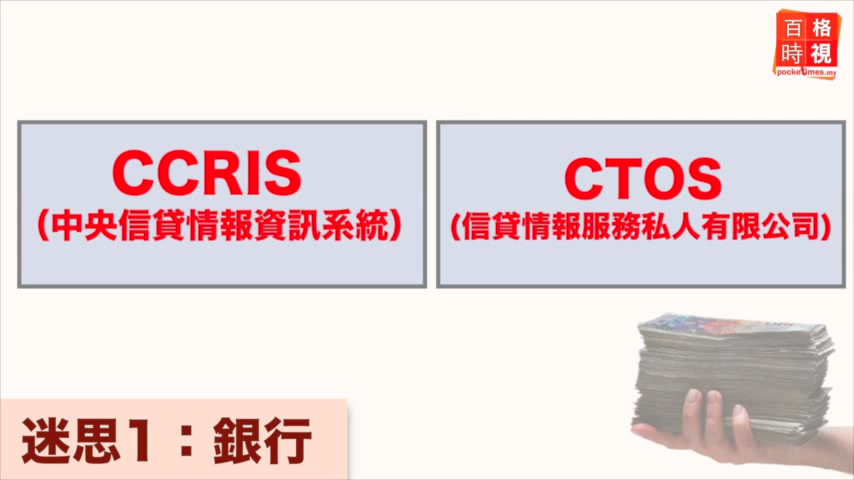 百格
時視
pocketimes.my
CCRIS
（中央信貸情報資訊系統）
CTOS
(信貸情報服務私人有限公司)
迷思1：銀行